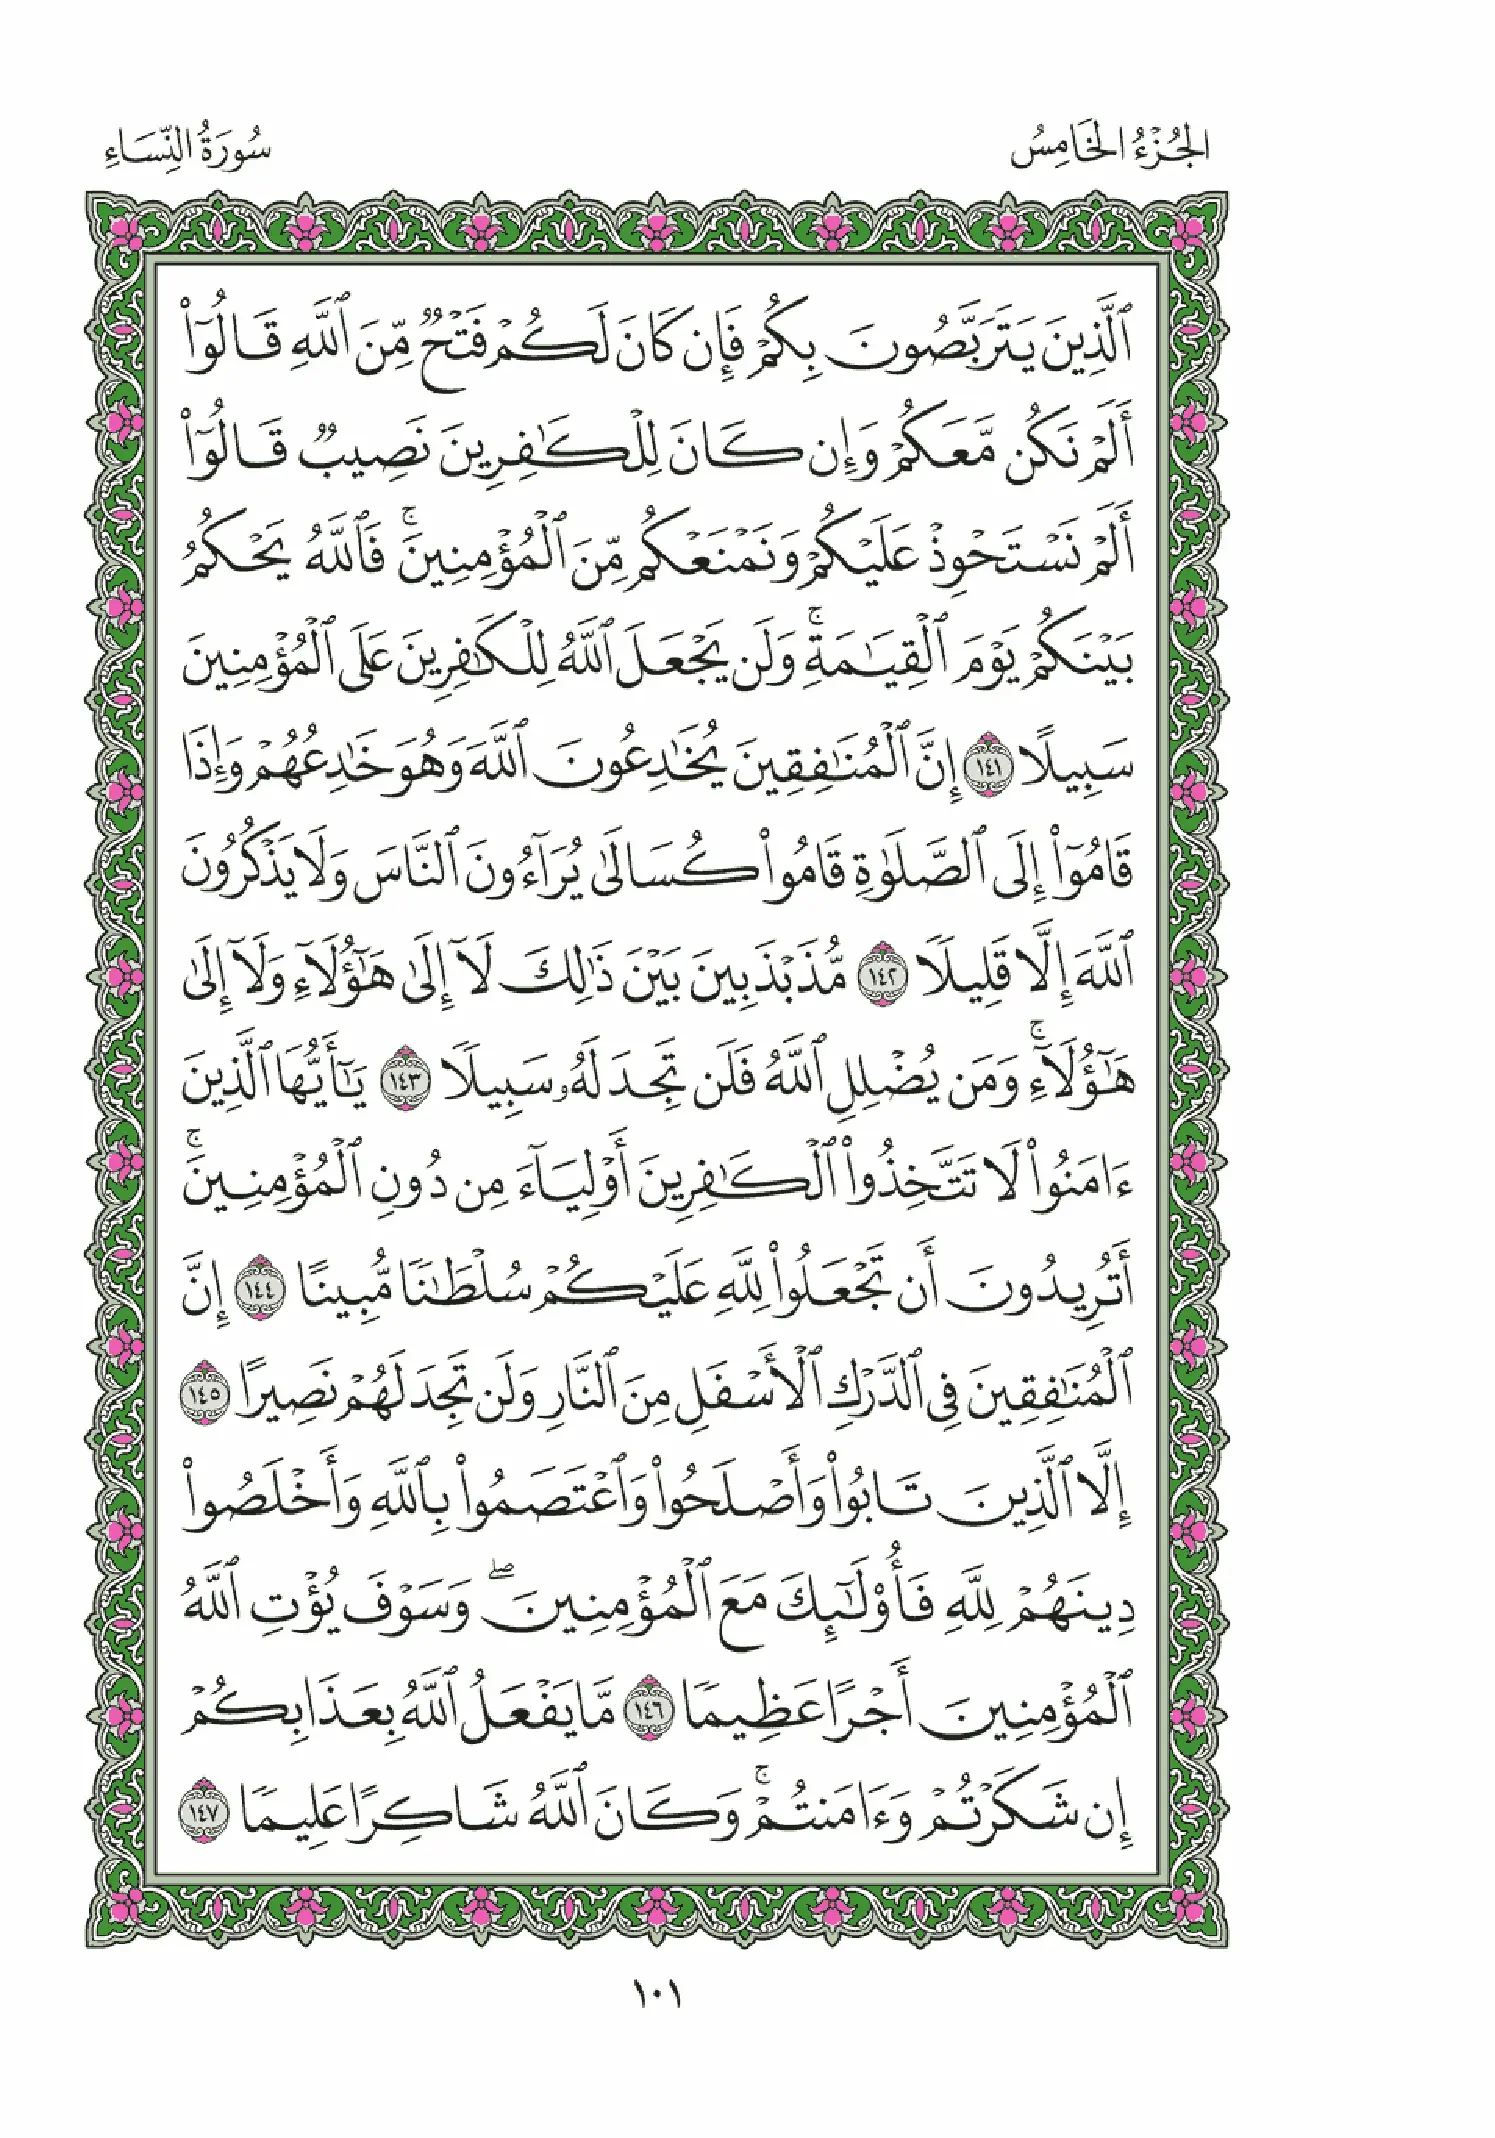 الجُزْءُ الخَامِسُ
سُورَةُ النِّسَاءِ
ٱلَّذِينَ يَتَرَبَّصُونَ بِكُمۡ فَإِن كَانَ لَكُمۡ فَتۡحٞ مِّنَ ٱللَّهِ قَالُوٓاْ
أَلَمۡ نَكُن مَّعَكُمۡ وَإِن كَانَ لِلۡكَٰفِرِينَ نَصِيبٞ قَالُوٓاْ
أَلَمۡ نَسۡتَحۡوِذۡ عَلَيۡكُمۡ وَنَمۡنَعۡكُم مِّنَ ٱلۡمُؤۡمِنِينَۚ فَٱللَّهُ يَحۡكُمُ
بَيۡنَكُمۡ يَوۡمَ ٱلۡقِيَٰمَةِۚ وَلَن يَجۡعَلَ ٱللَّهُ لِلۡكَٰفِرِينَ عَلَى ٱلۡمُؤۡمِنِينَ
سَبِيلًا ١٤١ إِنَّ ٱلۡمُنَٰفِقِينَ يُخَٰدِعُونَ ٱللَّهَ وَهُوَ خَٰدِعُهُمۡ وَإِذَا
قَامُوٓاْ إِلَى ٱلصَّلَوٰةِ قَامُواْ كُسَالَىٰ يُرَآءُونَ ٱلنَّاسَ وَلَا يَذۡكُرُونَ
ٱللَّهَ إِلَّا قَلِيلٗا ١٤٢ مُّذَبۡذَبِينَ بَيۡنَ ذَٰلِكَ لَآ إِلَىٰ هَٰٓؤُلَآءِ وَلَآ إِلَىٰ
هَٰٓؤُلَآءِۚ وَمَن يُضۡلِلِ ٱللَّهُ فَلَن تَجِدَ لَهُۥ سَبِيلٗا ١٤٣ يَٰٓأَيُّهَا ٱلَّذِينَ
ءَامَنُواْ لَا تَتَّخِذُواْ ٱلۡكَٰفِرِينَ أَوۡلِيَآءَ مِن دُونِ ٱلۡمُؤۡمِنِينَۚ
أَتُرِيدُونَ أَن تَجۡعَلُواْ لِلَّهِ عَلَيۡكُمۡ سُلۡطَٰنٗا مُّبِينًا ١٤٤ إِنَّ
ٱلۡمُنَٰفِقِينَ فِي ٱلدَّرۡكِ ٱلۡأَسۡفَلِ مِنَ ٱلنَّارِ وَلَن تَجِدَ لَهُمۡ نَصِيرًا ١٤٥
إِلَّا ٱلَّذِينَ تَابُواْ وَأَصۡلَحُواْ وَٱعۡتَصَمُواْ بِٱللَّهِ وَأَخۡلَصُواْ
دِينَهُمۡ لِلَّهِ فَأُوْلَٰٓئِكَ مَعَ ٱلۡمُؤۡمِنِينَۖ وَسَوۡفَ يُؤۡتِ ٱللَّهُ
ٱلۡمُؤۡمِنِينَ أَجۡرًا عَظِيمٗا ١٤٦ مَّا يَفۡعَلُ ٱللَّهُ بِعَذَابِكُمۡ
إِن شَكَرۡتُمۡ وَءَامَنتُمۡۚ وَكَانَ ٱللَّهُ شَاكِرًا عَلِيمٗا ١٤٧
١٠١